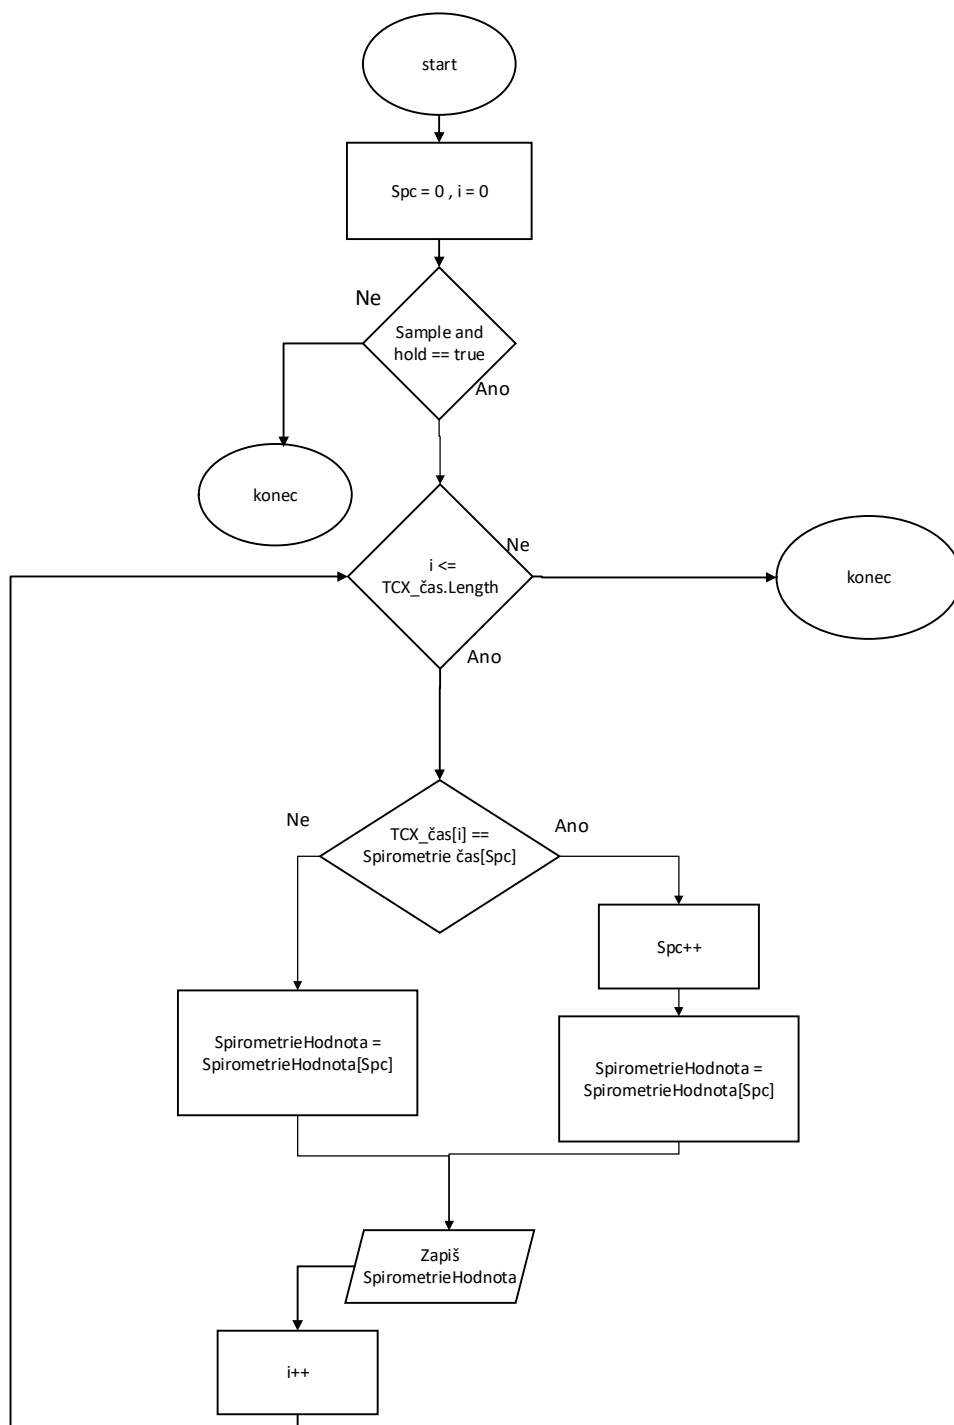 start
Spc = 0 , i = 0
Ne
Sample and
hold == true
Ano
konec
Ne
i <=
TCX_čas.Length
konec
Ano
Ne
TCX_čas[i] ==
Spirometrie čas[Spc]
Ano
Spc++
SpirometrieHodnota =
SpirometrieHodnota[Spc]
SpirometrieHodnota =
SpirometrieHodnota[Spc]
Zapiš
SpirometrieHodnota
i++